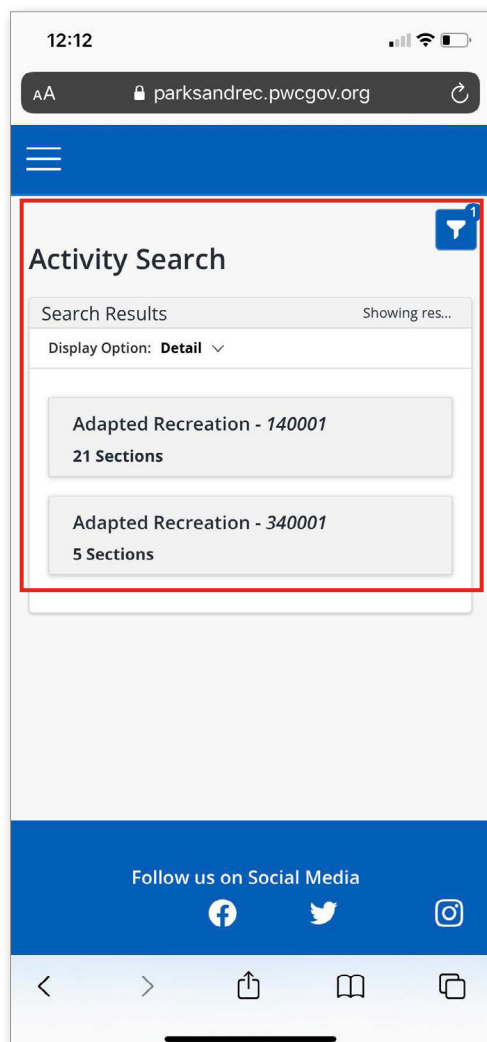 12:12
AA parksandrec.pwcgov.org
1
Activity Search
Search Results Showing res...
Display Option: Detail
Adapted Recreation - 140001
21 Sections
Adapted Recreation - 340001
5 Sections
Follow us on Social Media